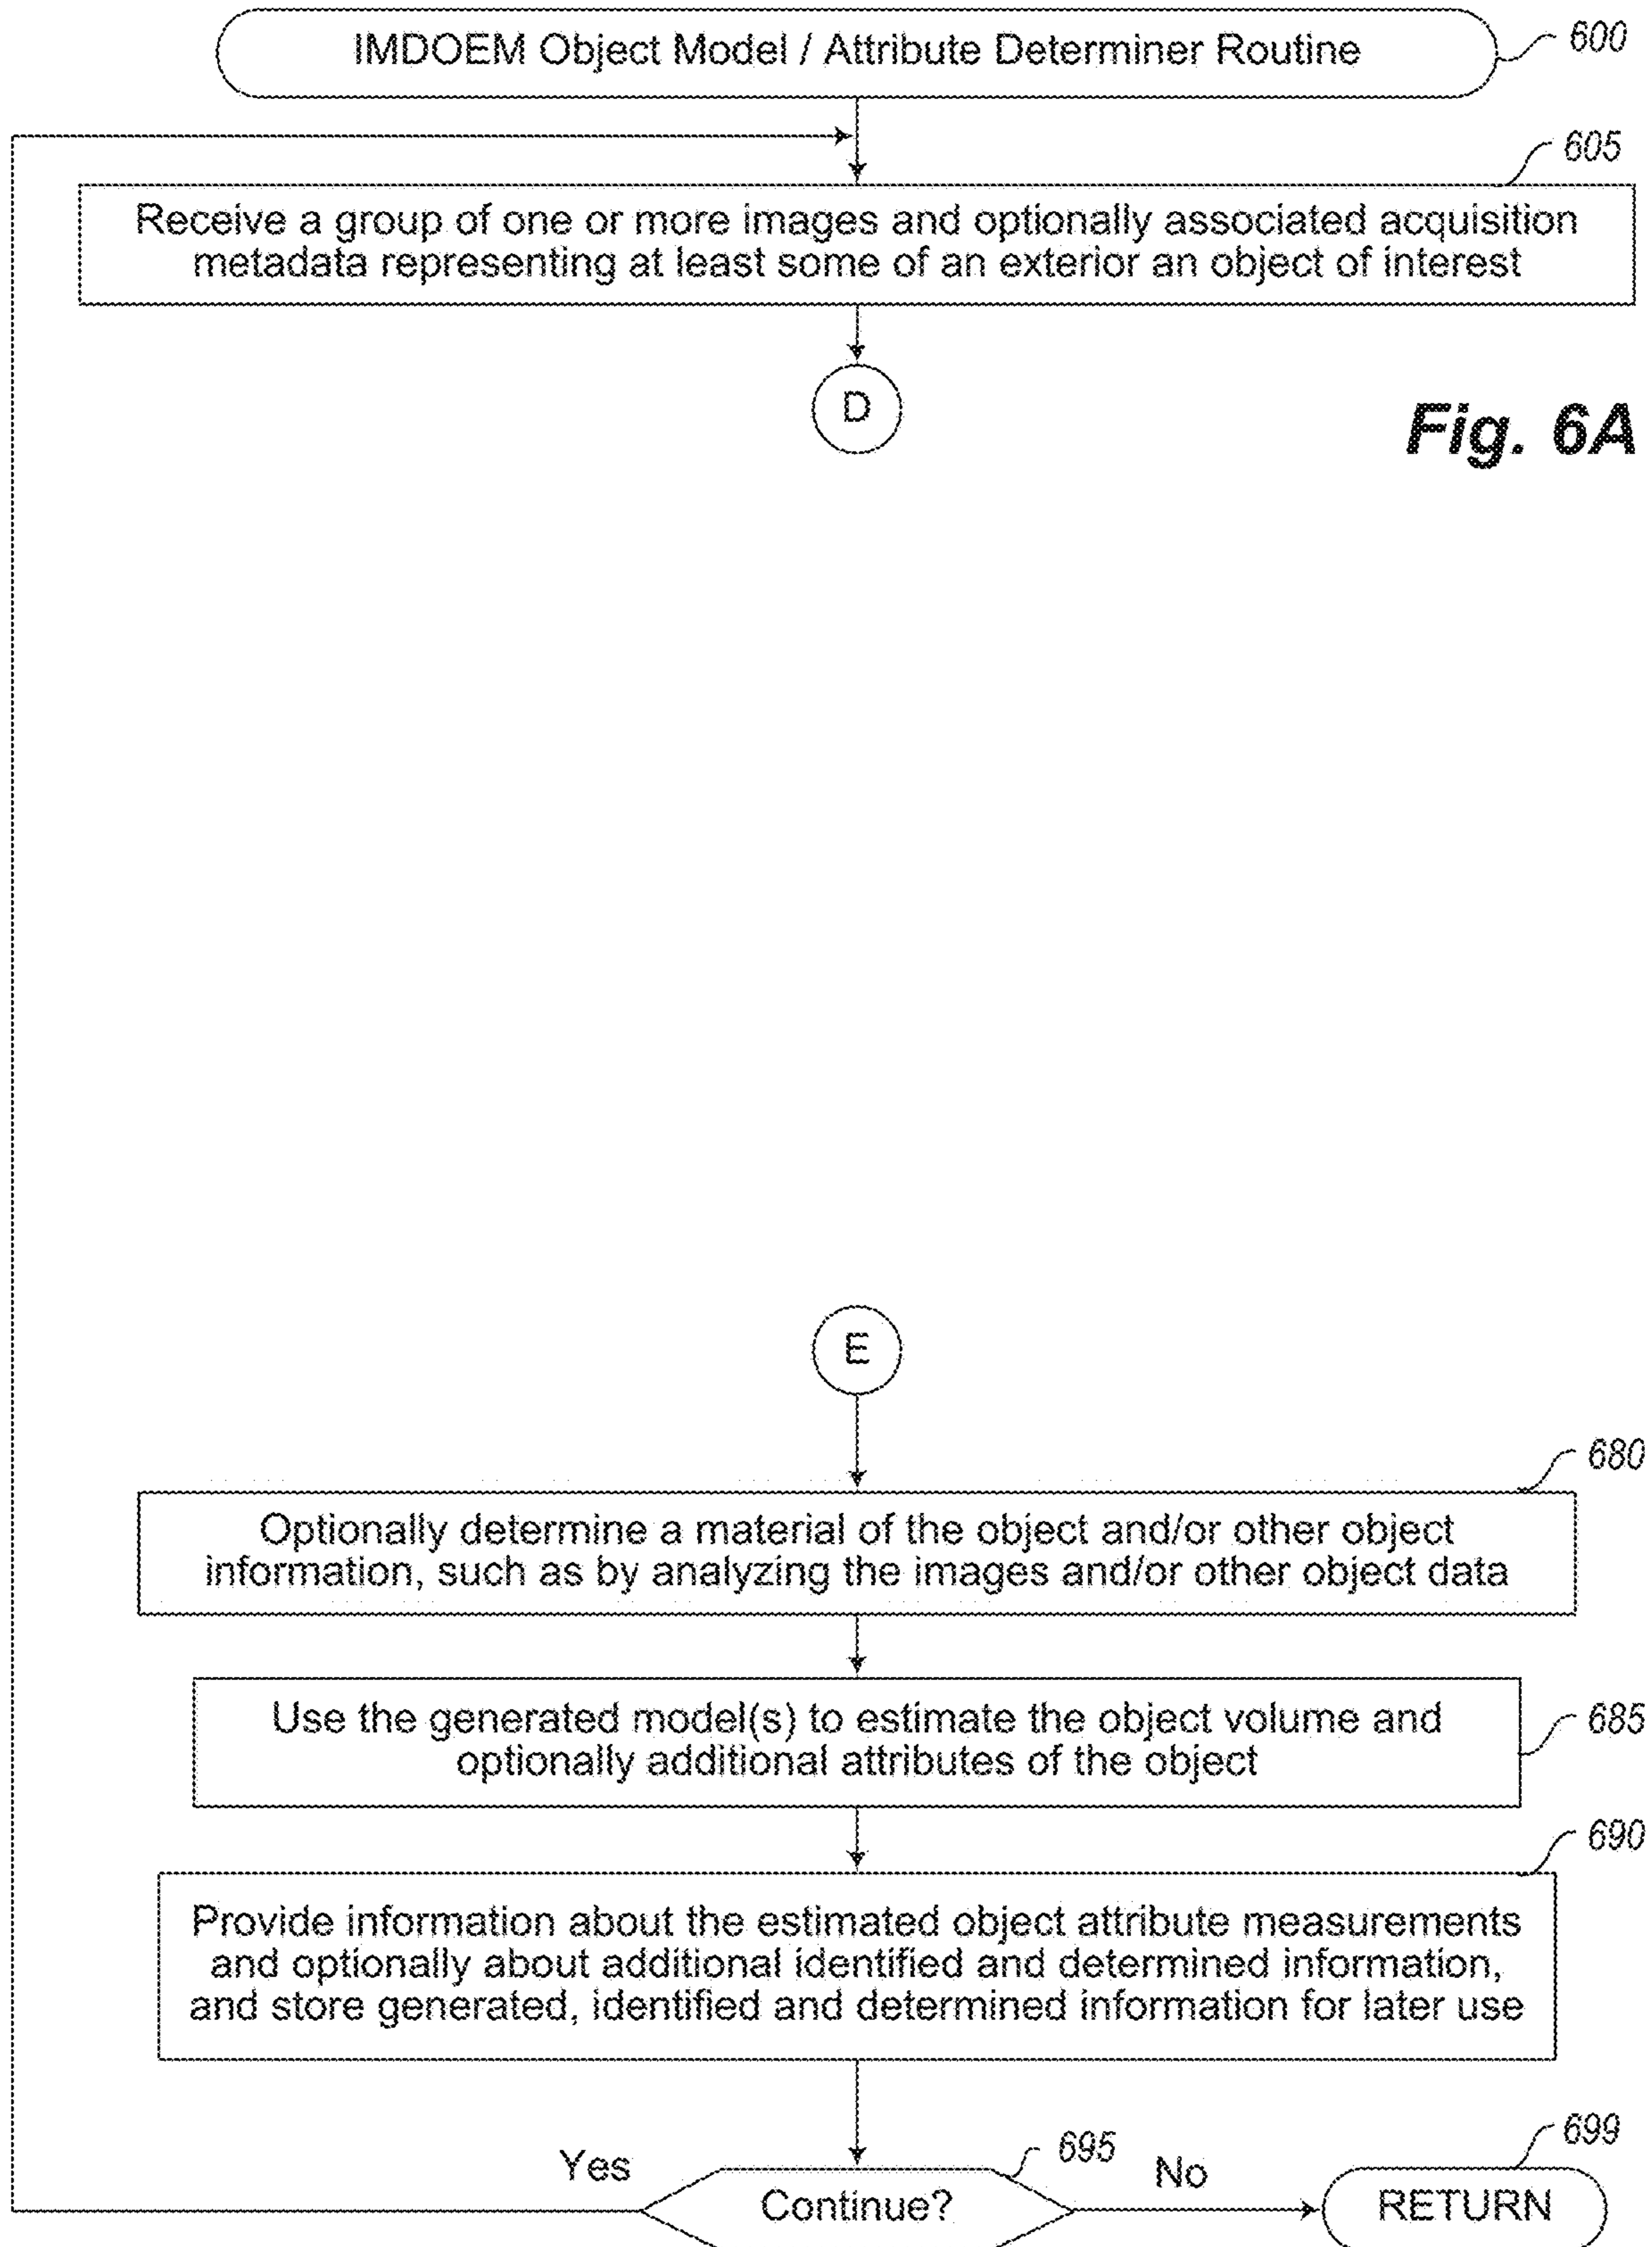 IMDOEM Object Model / Attribute Determiner Routine
600
605
Receive a group of one or more images and optionally associated acquisition
metadata representing at least some of an exterior an object of interest
D
Fig. 6A
E
680
Optionally determine a material of the object and/or other object
information, such as by analyzing the images and/or other object data
Use the generated model(s) to estimate the object volume and
optionally additional attributes of the object
685
690
Provide information about the estimated object attribute measurements
and optionally about additional identified and determined information,
and store generated, identified and determined information for later use
Yes
695
No
699
Continue?
RETURN